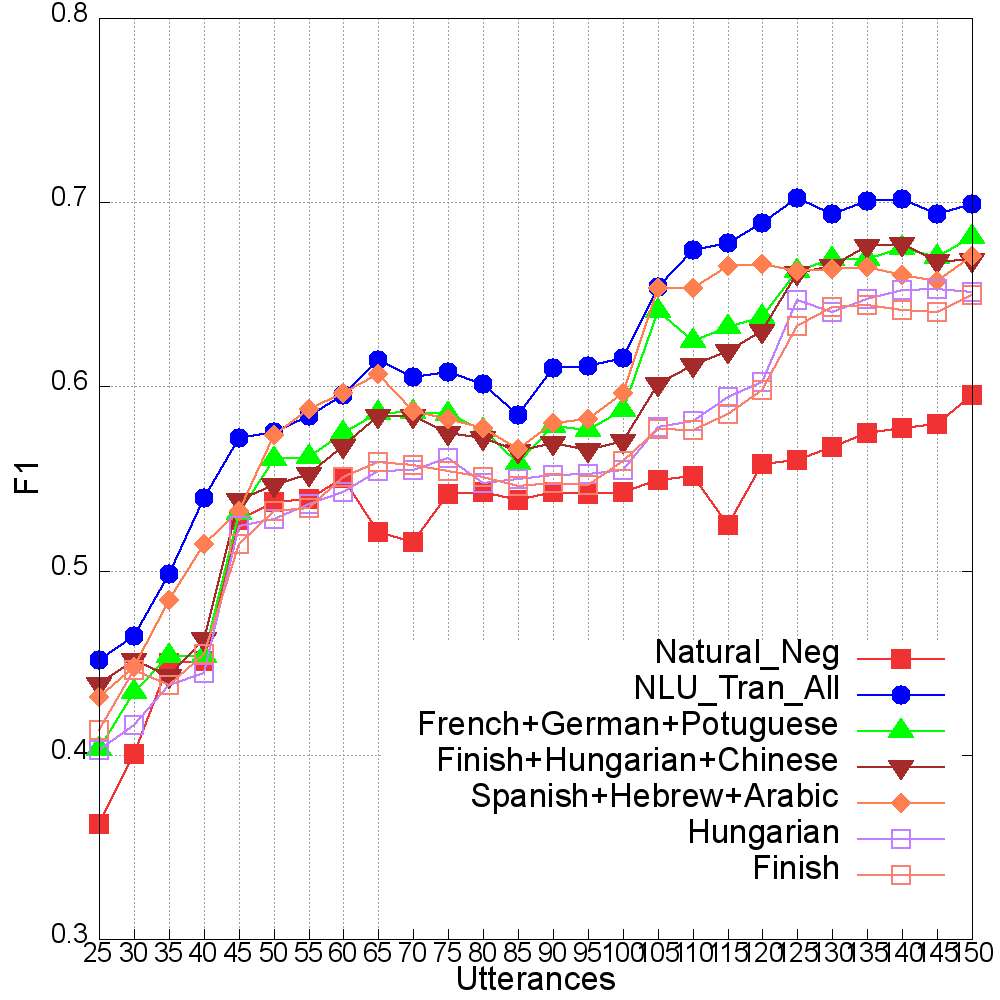 0.8
0.7
0.6
0.5
0.4
0.3
F1
Natural_Neg
NLU_Tran_All
French+German+Potuguese
Finish+Hungarian+Chinese
Spanish+Hebrew+Arabic
Hungarian
Finish
25 30 35 40 45 50 55 60 65 70 75 80 85 90 95 100 105 110 115 120 125 130 135 140 145 150
Utterances